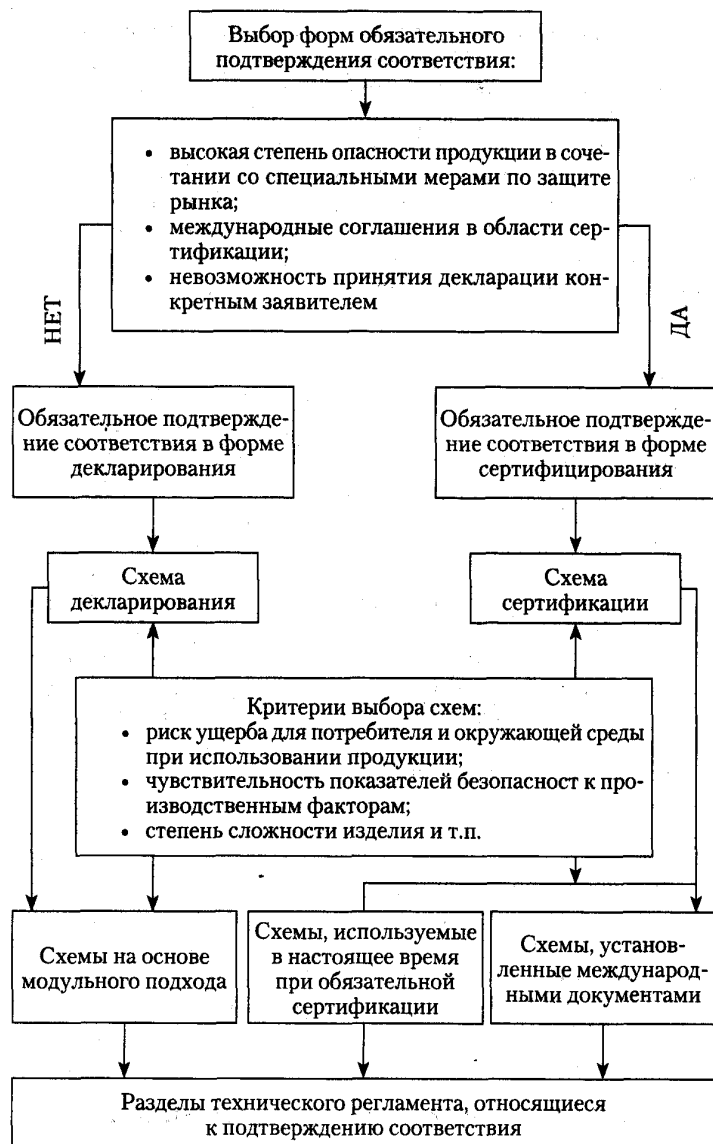 Выбор форм обязательного
подтверждения соответствия:
• высокая степень опасности продукции в соче-
тании со специальными мерами по защите
рынка;
• международные соглашения в области сер-
тификации;
• невозможность принятия декларации кон-
кретным заявителем
НЕТ
ДА
Обязательное подтвержде-
ние соответствия в форме
декларирования
Обязательное подтвержде-
ние соответствия в форме
сертифицирования
Схема
декларирования
Схема
сертификации
Критерии выбора схем:
• риск ущерба для потребителя и окружающей среды
при использовании продукции;
• чувствительность показателей безопасност к про-
изводственным факторам;
• степень сложности изделия и т.п.
Схемы на основе
модульного подхода
Схемы, используемые
в настоящее время
при обязательной
сертификации
Схемы, установ-
ленные международ-
ными документами
Разделы технического регламента, относящиеся
к подтверждению соответствия